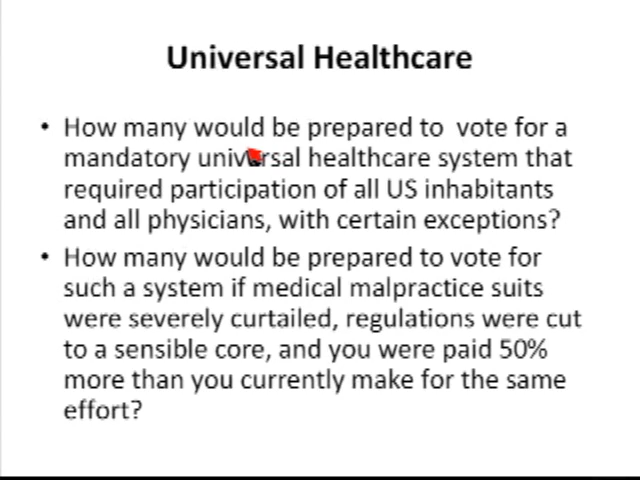 Universal Healthcare
• How many would be prepared to vote for a
mandatory universal healthcare system that
required participation of all US inhabitants
and all physicians, with certain exceptions?
• How many would be prepared to vote for
such a system if medical malpractice suits
were severely curtailed, regulations were cut
to a sensible core, and you were paid 50%
more than you currently make for the same
effort?